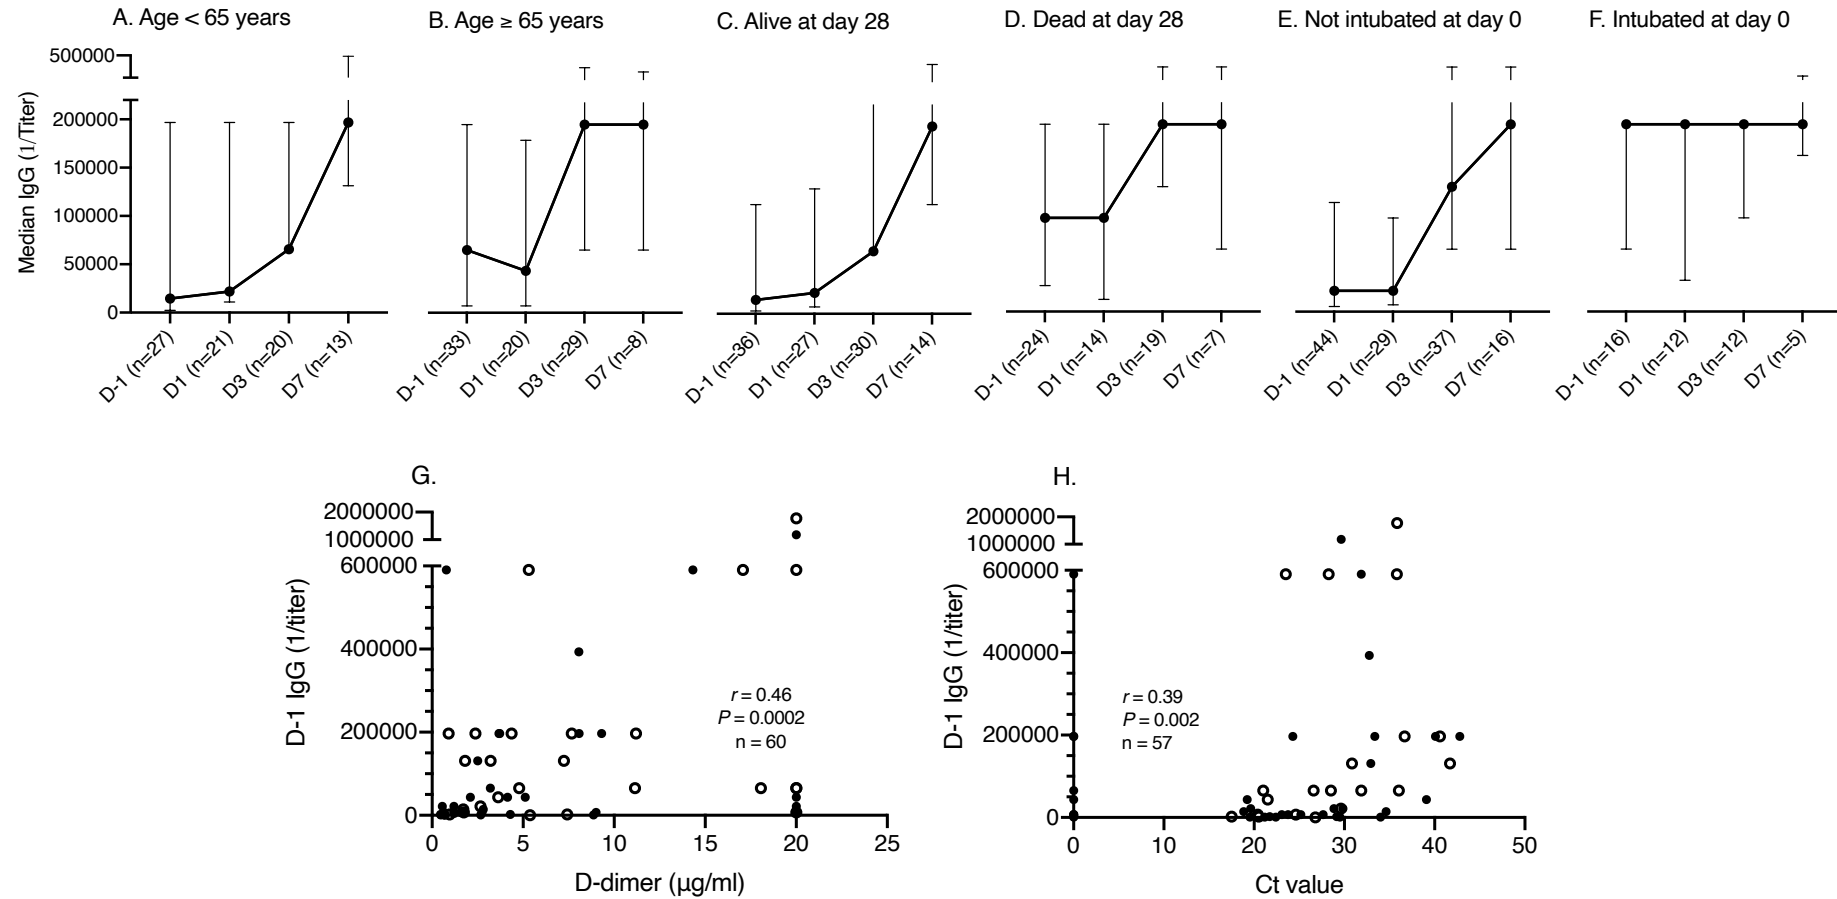 A. Age < 65 years
B. Age ≥ 65 years
C. Alive at day 28
D. Dead at day 28
E. Not intubated at day 0
F. Intubated at day 0
Median IgG (1/Titer)
500000
200000
150000
100000
50000
0
D-1 (n=27)
D1 (n=21)
D3 (n=20)
D7 (n=13)
D-1 (n=33)
D1 (n=20)
D3 (n=29)
D7 (n=8)
D-1 (n=36)
D1 (n=27)
D3 (n=30)
D7 (n=14)
D-1 (n=24)
D1 (n=14)
D3 (n=19)
D7 (n=7)
D-1 (n=44)
D1 (n=29)
D3 (n=37)
D7 (n=16)
D-1 (n=16)
D1 (n=12)
D3 (n=12)
D7 (n=5)
G.
D-1 IgG (1/titer)
2000000
1000000
600000
400000
200000
0
r = 0.46
P = 0.0002
n = 60
0
5
10
15
20
25
D-dimer (µg/ml)
H.
D-1 IgG (1/titer)
2000000
1000000
600000
400000
200000
0
r = 0.39
P = 0.002
n = 57
0
10
20
30
40
50
Ct value